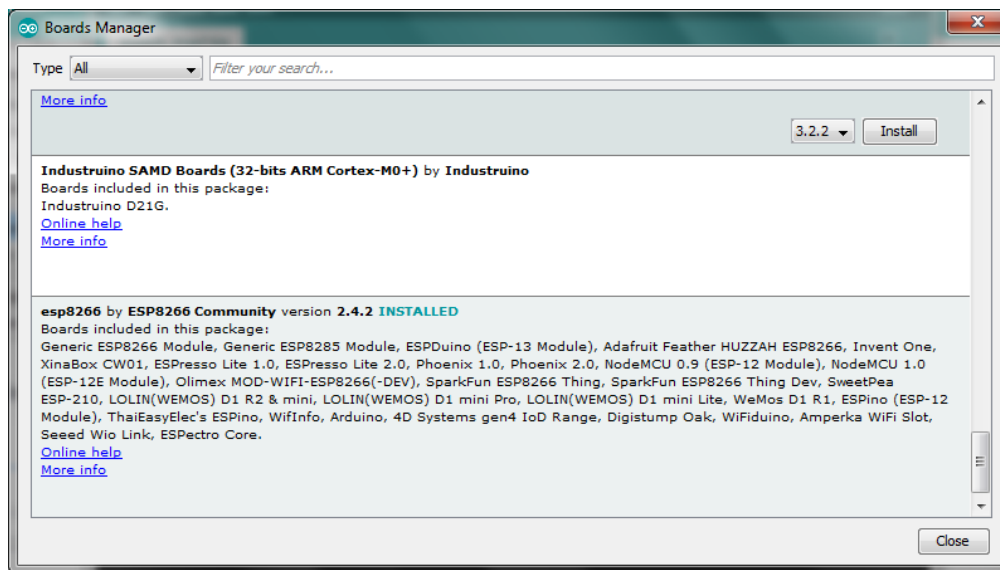 Boards Manager
Type All Filter your search...
More info
3.2.2 Install
Industruino SAMD Boards (32-bits ARM Cortex-M0+) by Industruino
Boards included in this package:
Industruino D21G.
Online help
More info
esp8266 by ESP8266 Community version 2.4.2 INSTALLED
Boards included in this package:
Generic ESP8266 Module, Generic ESP8285 Module, ESPDuino (ESP-13 Module), Adafruit Feather HUZZAH ESP8266, Invent One,
XinaBox CW01, ESPresso Lite 1.0, ESPresso Lite 2.0, Phoenix 1.0, Phoenix 2.0, NodeMCU 0.9 (ESP-12 Module), NodeMCU 1.0
(ESP-12E Module), Olimex MOD-WIFI-ESP8266(-DEV), SparkFun ESP8266 Thing, SparkFun ESP8266 Thing Dev, SweetPea
ESP-210, LOLIN(WEMOS) D1 R2 & mini, LOLIN(WEMOS) D1 mini Pro, LOLIN(WEMOS) D1 mini Lite, WeMos D1 R1, ESPino (ESP-12
Module), ThaiEasyElec's ESPino, WifInfo, Arduino, 4D Systems gen4 IoD Range, Digistump Oak, WiFiduino, Amperka WiFi Slot,
Seeed Wio Link, ESPectro Core.
Online help
More info
Close